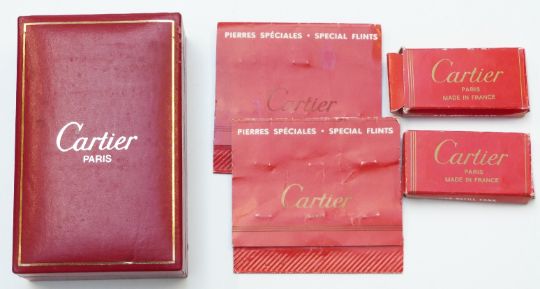 Cartier
PARIS
PIERRES SPÉCIALES • SPECIAL FLINTS
Cartier
PIERRES SPÉCIALES • SPECIAL FLINTS
Cartier
PARIS
Cartier
PARIS
MADE IN FRANCE
Cartier
PARIS
MADE IN FRANCE